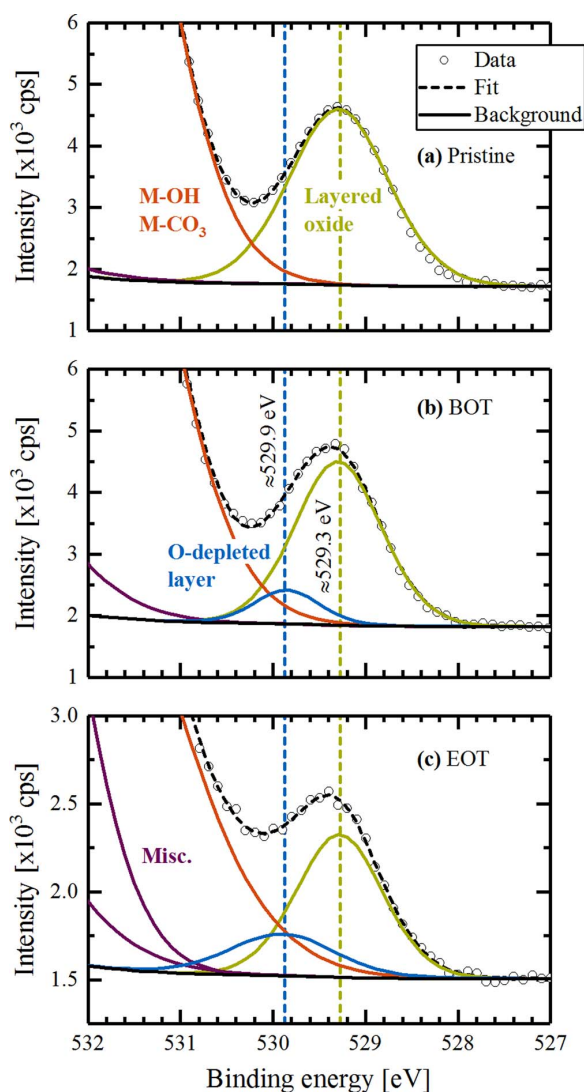 Data
Fit
Background
(a) Pristine
M-OH
M-CO₃
Layered
oxide
Intensity [x10³ cps]
6
5
4
3
2
1
(b) BOT
≈529.9 eV
≈529.3 eV
O-depleted
layer
Intensity [x10³ cps]
6
5
4
3
2
1
(c) EOT
Misc.
Intensity [x10³ cps]
3.0
2.5
2.0
1.5
532 531 530 529 528 527
Binding energy [eV]